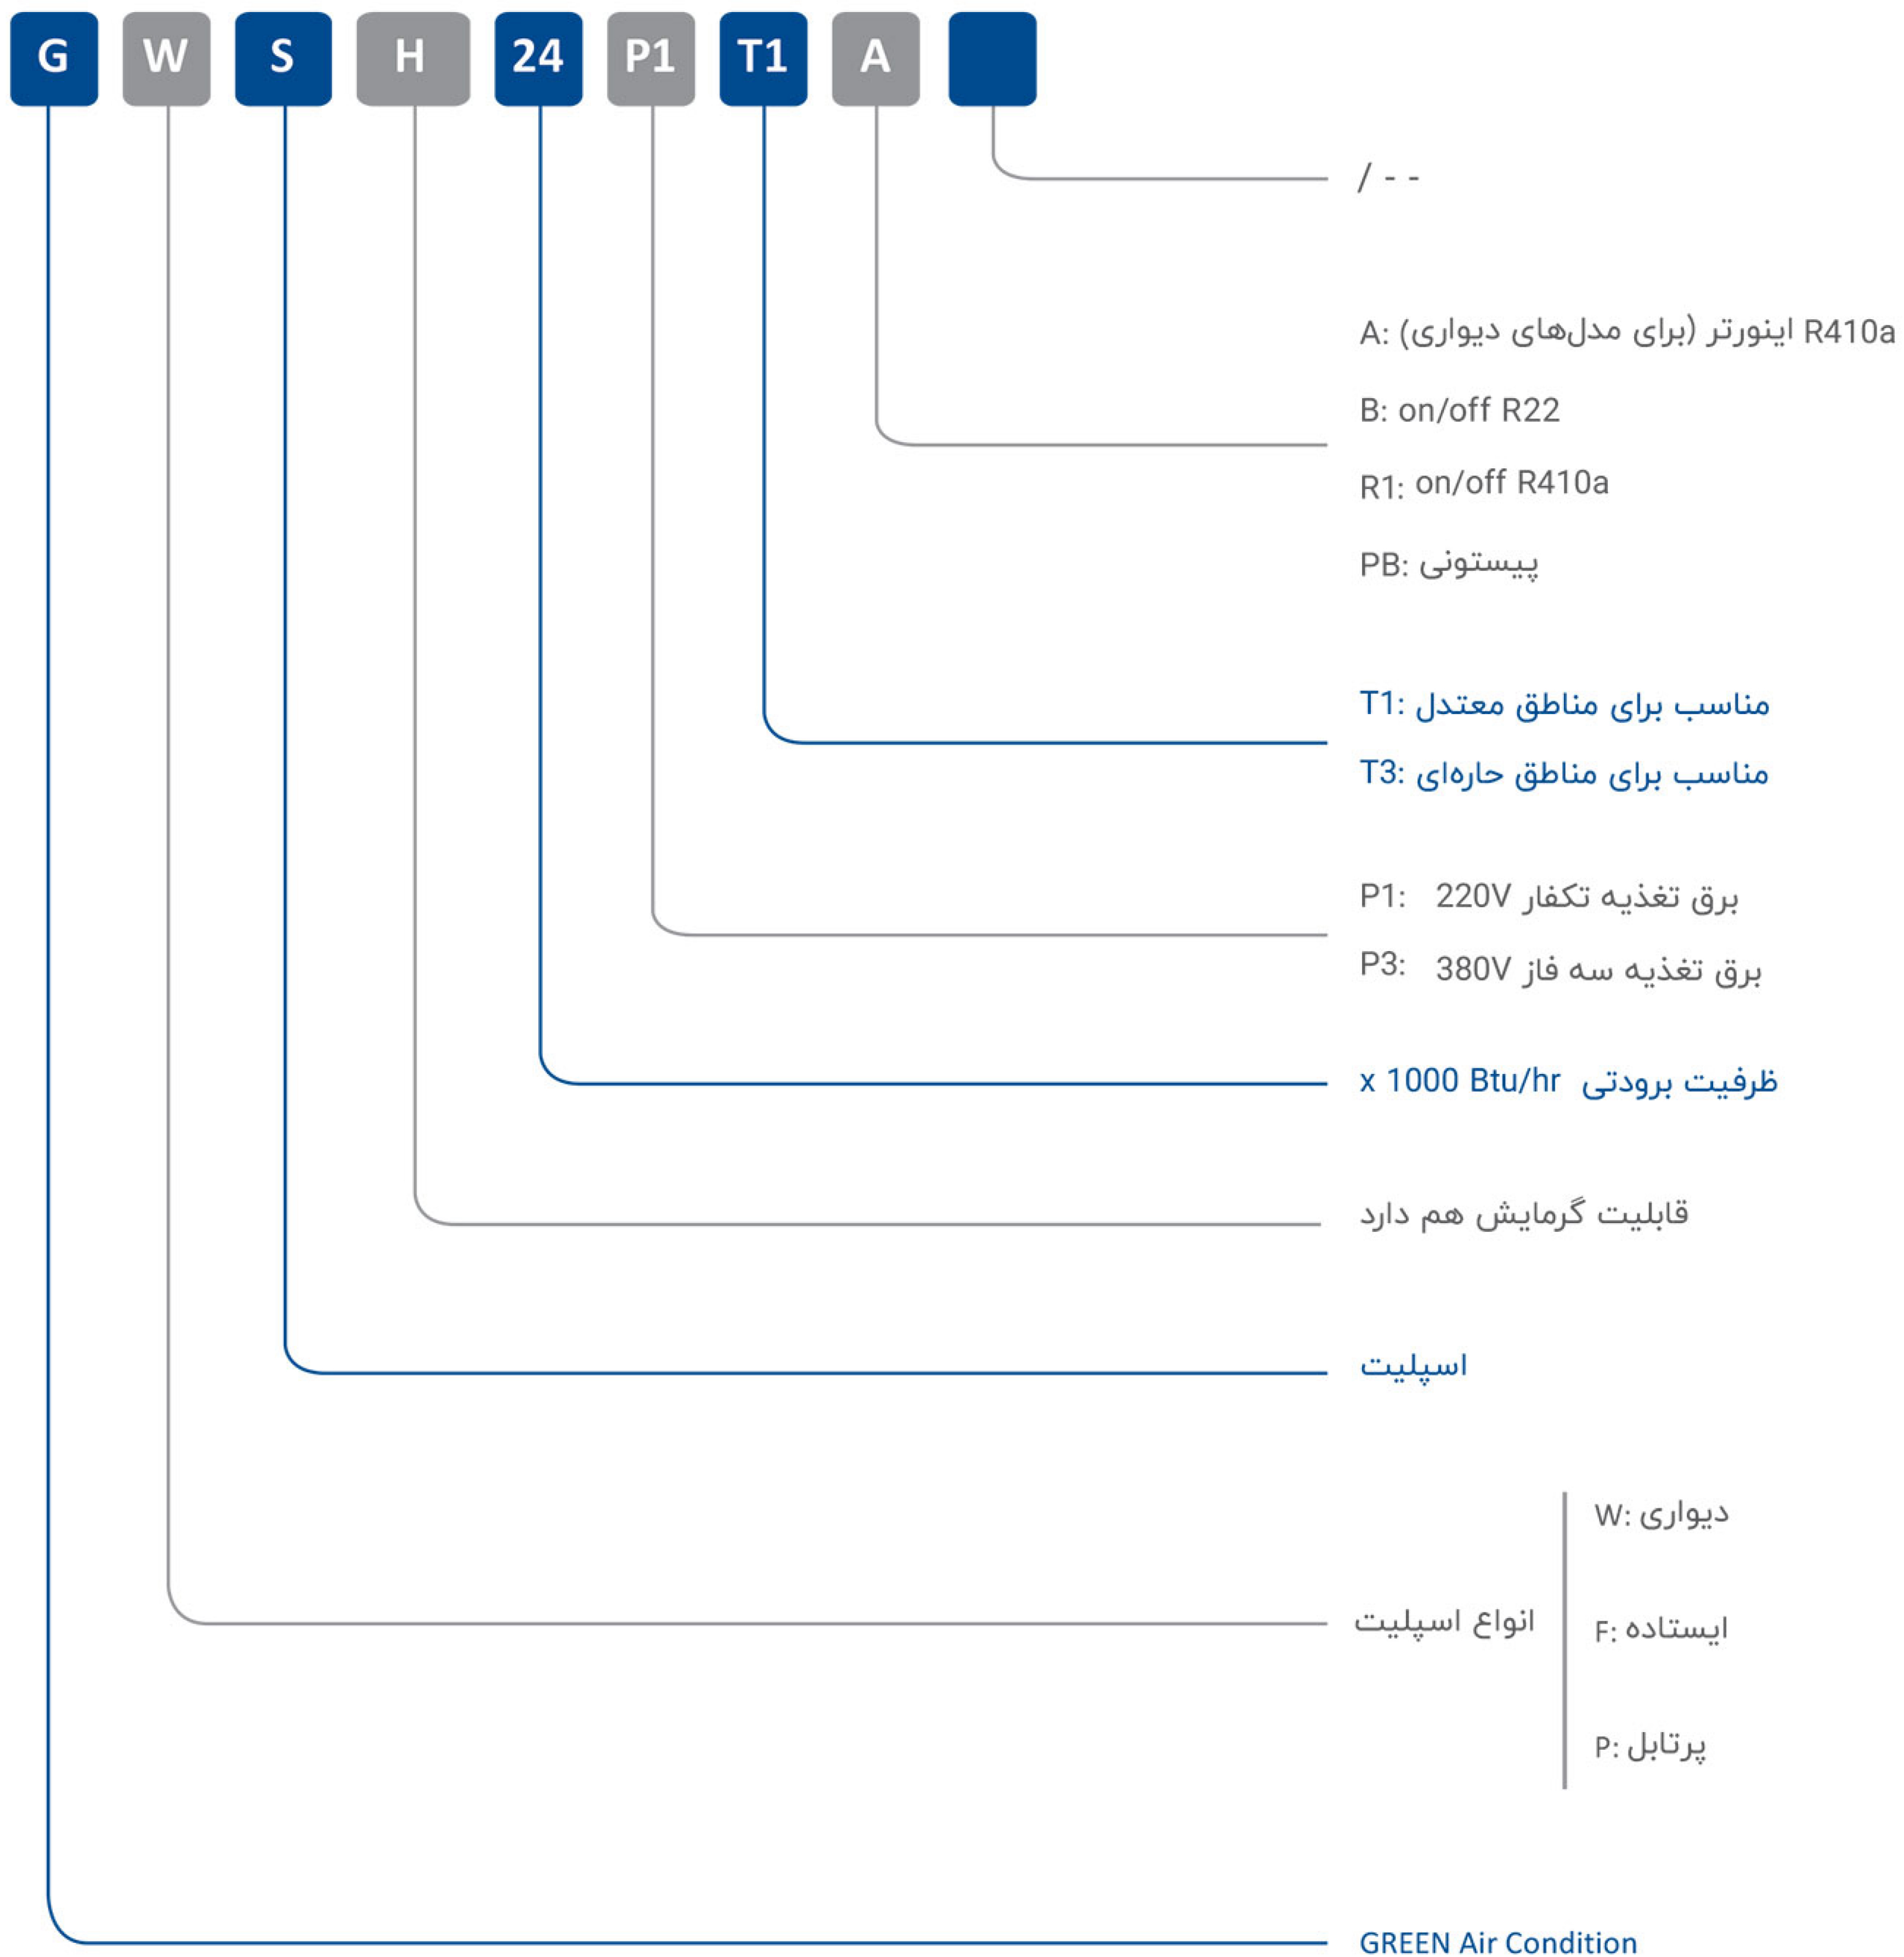 G W S H 24 P1 T1 A
/ - -
A: (برای مدل‌های دیواری) اینورتر R410a
B: on/off R22
R1: on/off R410a
PB: پیستونی
T1: مناسب برای مناطق معتدل
T3: مناسب برای مناطق حاره‌ای
P1: برق تغذیه تکفار 220V
P3: برق تغذیه سه فاز 380V
ظرفیت برودتی x 1000 Btu/hr
قابلیت گرمایش هم دارد
اسپلیت
W: دیواری
انواع اسپلیت
F: ایستاده
P: پرتابل
GREEN Air Condition